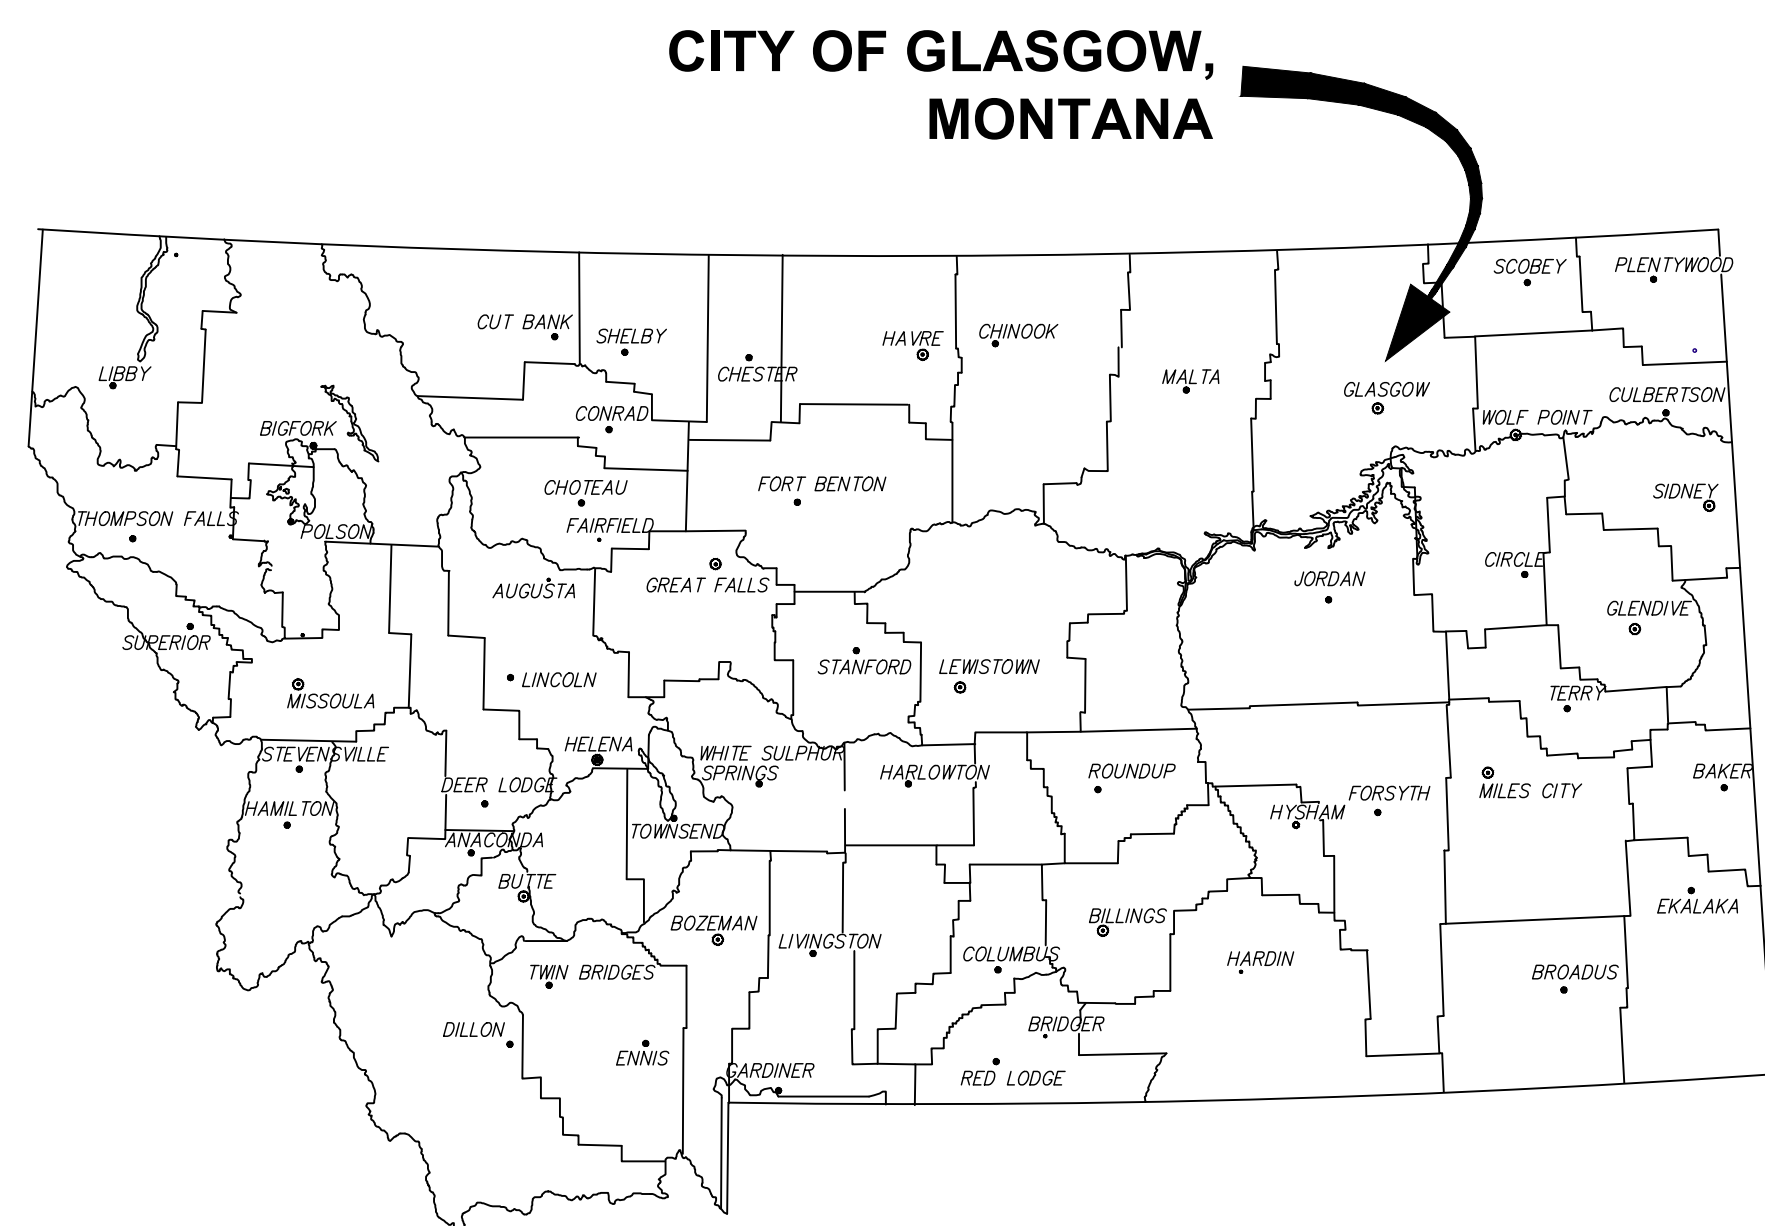 CITY OF GLASGOW,
MONTANA
SCOBEY
PLENTYWOOD
CUT BANK
SHELBY
HAVRE
CHINOOK
LIBBY
CHESTER
MALTA
GLASGOW
CULBERTSON
CONRAD
WOLF POINT
BIGFORK
CHOTEAU
FORT BENTON
SIDNEY
THOMPSON FALLS
POLSON
FAIRFIELD
CIRCLE
AUGUSTA
GREAT FALLS
JORDAN
GLENDIVE
SUPERIOR
STANFORD
LEWISTOWN
LINCOLN
MISSOULA
TERRY
STEVENSVILLE
HELENA
WHITE SULPHUR
SPRINGS
HARLOWTON
ROUNDUP
BAKER
DEER LODGE
FORSYTH
MILES CITY
HAMILTON
HYSHAM
TOWNSEND
ANACONDA
BUTTE
EKALAKA
BOZEMAN
BILLINGS
LIVINGSTON
COLUMBUS
HARDIN
TWIN BRIDGES
BROADUS
DILLON
BRIDGER
ENNIS
GARDINER
RED LODGE